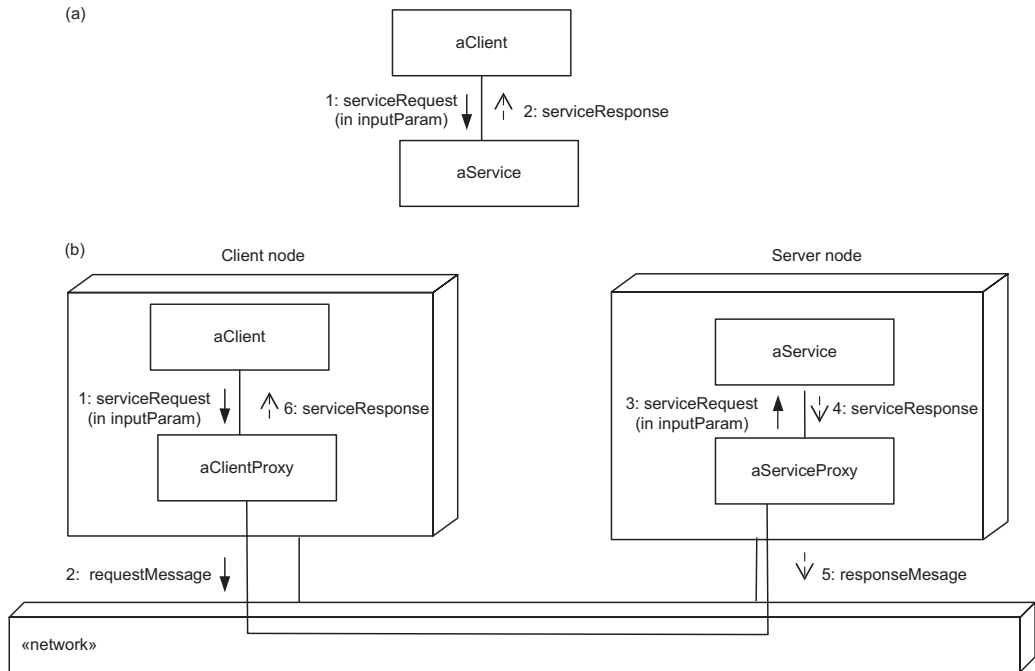 (a)
aClient
1: serviceRequest
(in inputParam)
2: serviceResponse
aService
(b)
Client node
Server node
aClient
aService
1: serviceRequest
(in inputParam)
6: serviceResponse
3: serviceRequest
(in inputParam)
4: serviceResponse
aClientProxy
aServiceProxy
2: requestMessage
5: responseMesage
«network»